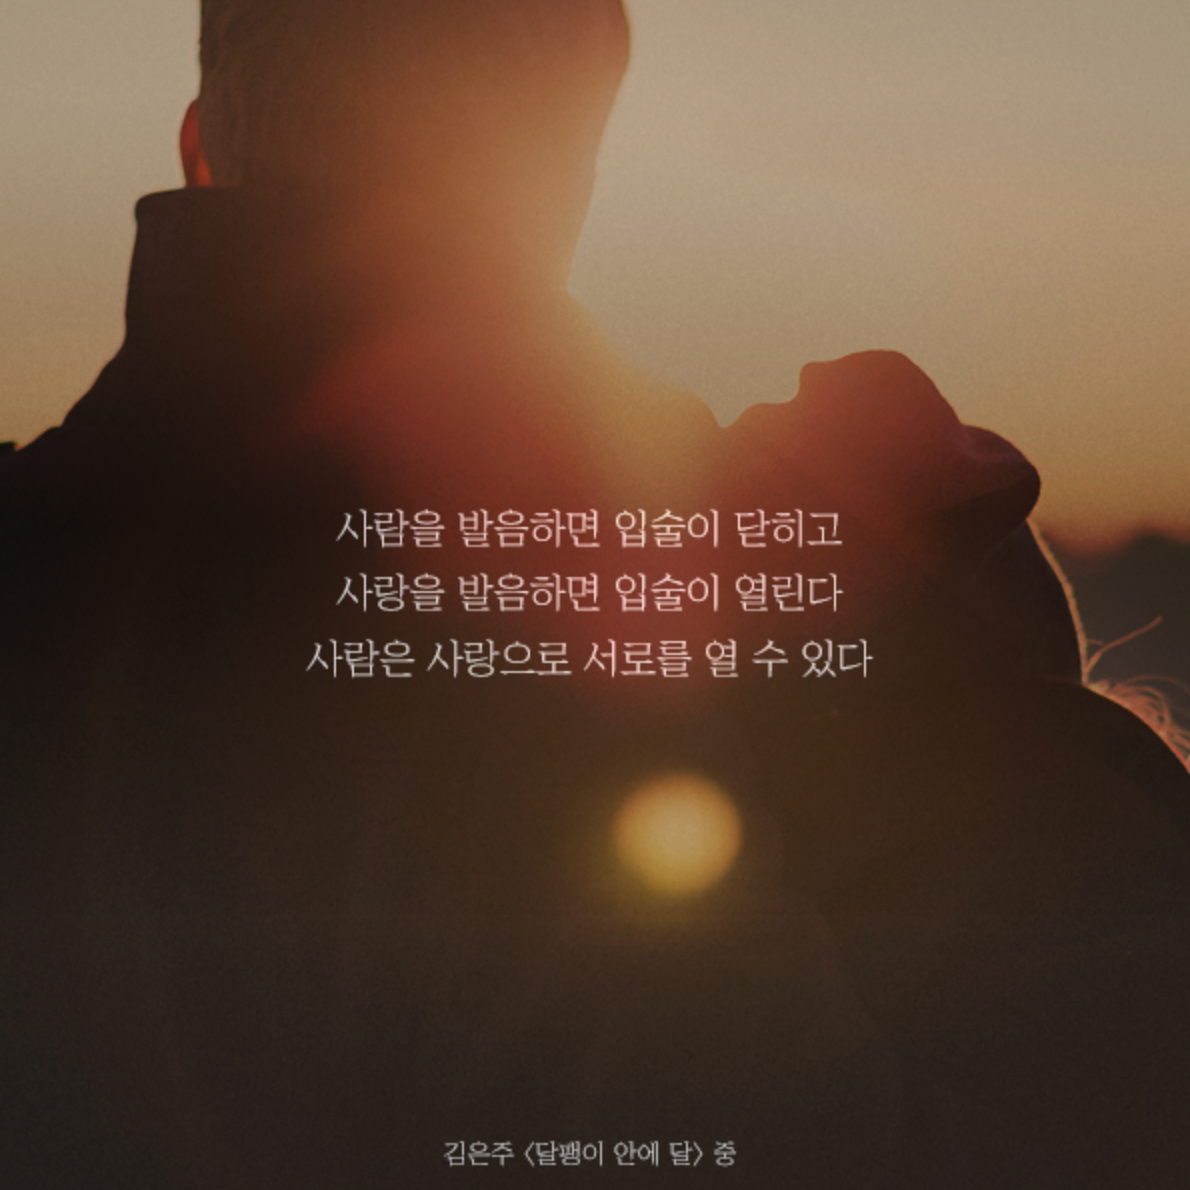 사람을 발음하면 입술이 닫히고
사랑을 발음하면 입술이 열린다
사람은 사랑으로 서로를 열 수 있다
김은주 <달팽이 안에 달> 중